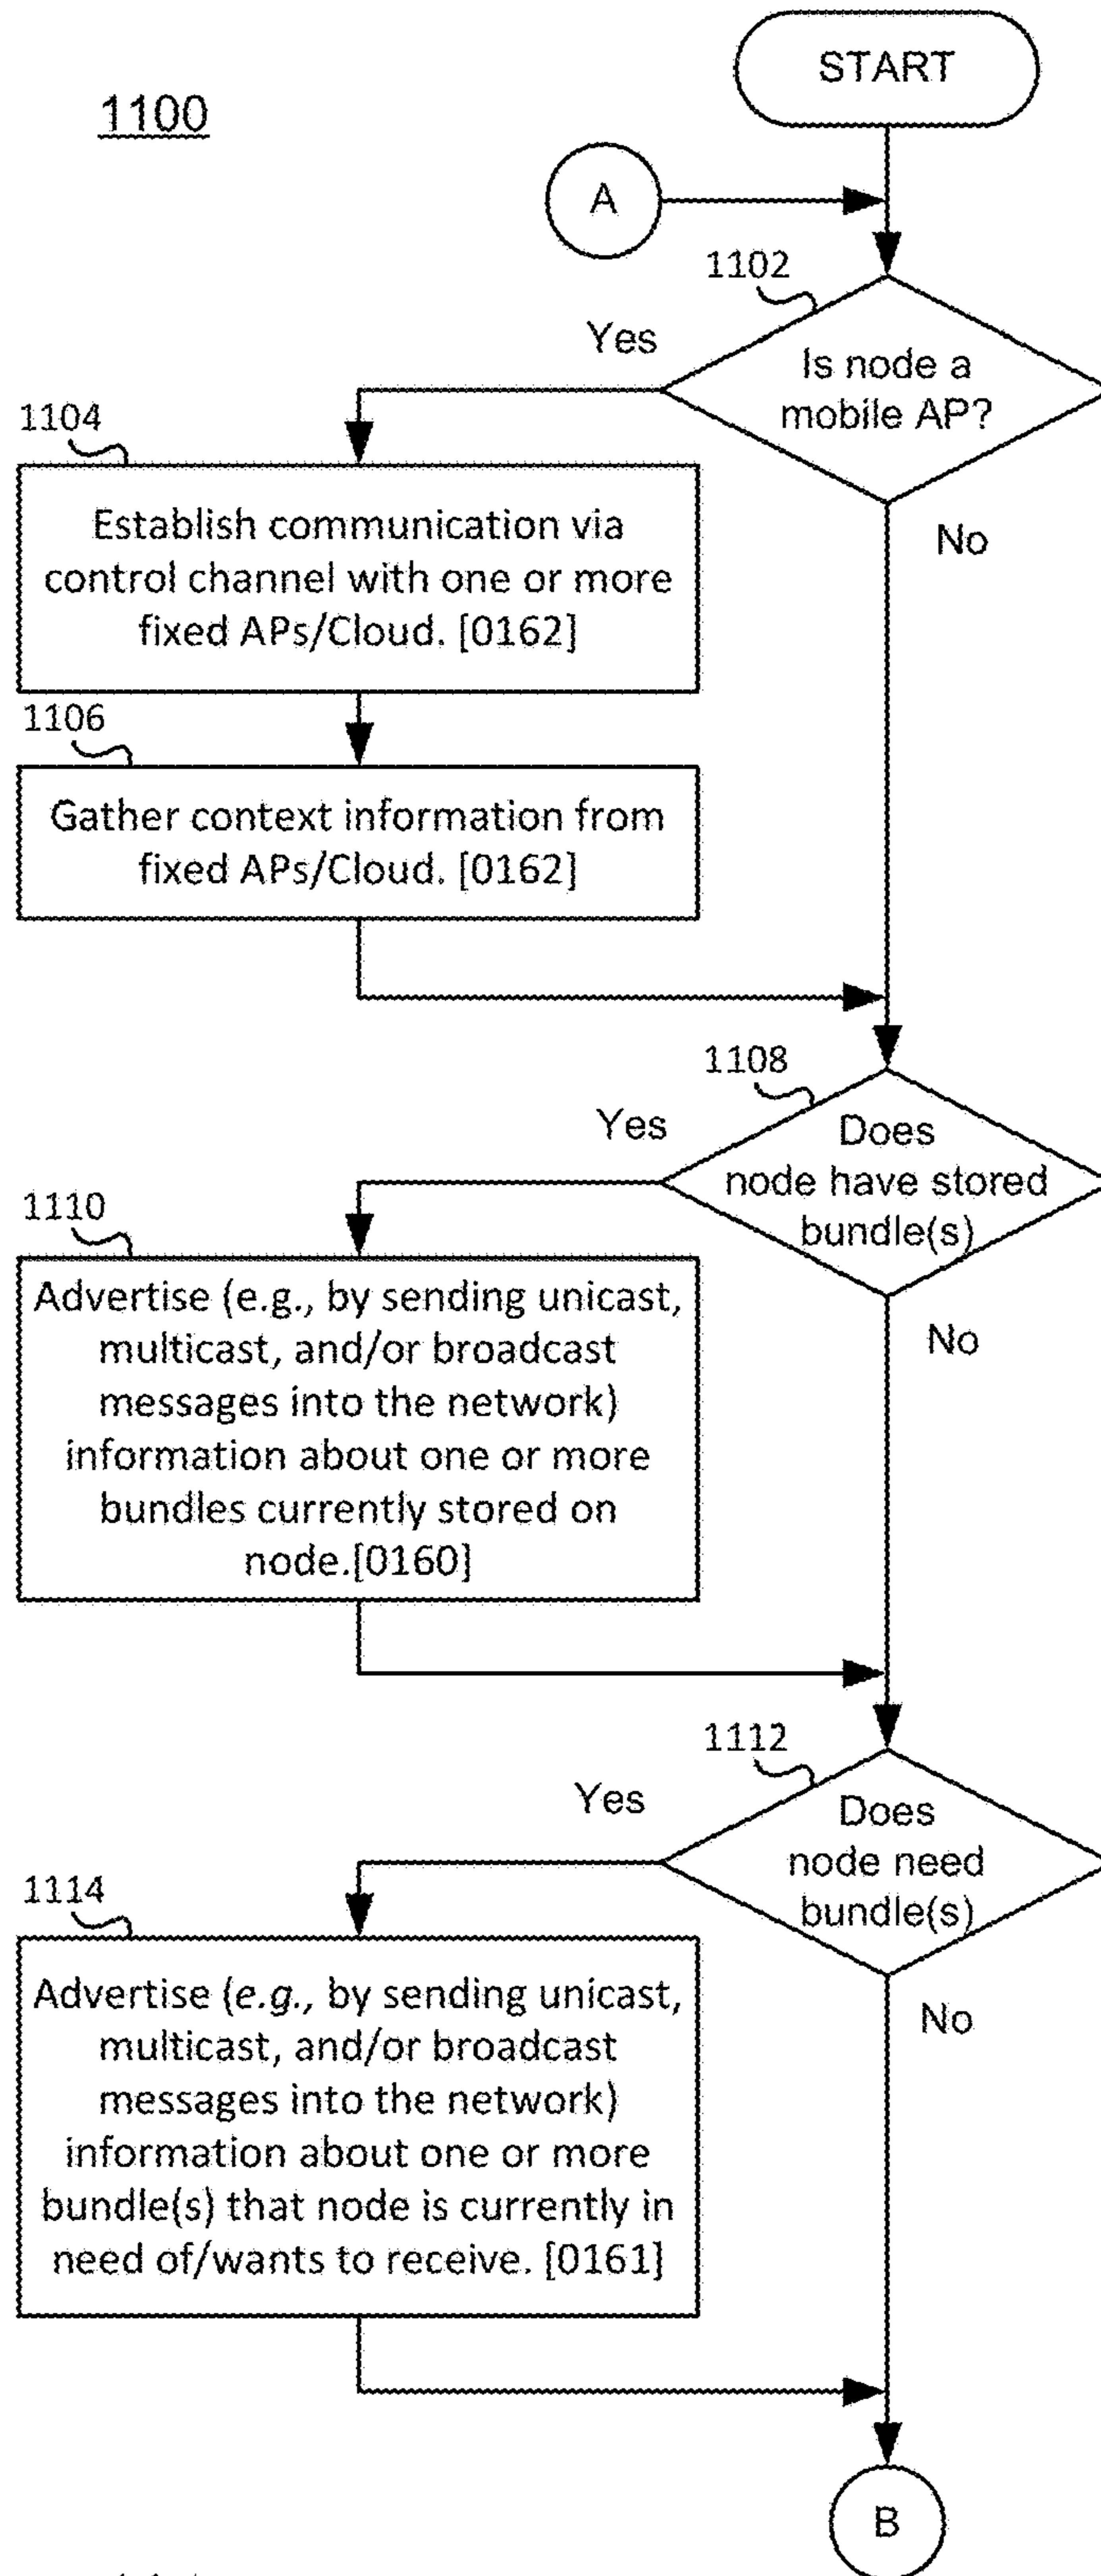 START
1100
A
1102
Yes
Is node a
mobile AP?
No
1104
Establish communication via
control channel with one or more
fixed APs/Cloud. [0162]
1106
Gather context information from
fixed APs/Cloud. [0162]
1108
Yes
Does
node have stored
bundle(s)
No
1110
Advertise (e.g., by sending unicast,
multicast, and/or broadcast
messages into the network)
information about one or more
bundles currently stored on
node.[0160]
1112
Yes
Does
node need
bundle(s)
No
1114
Advertise (e.g., by sending unicast,
multicast, and/or broadcast
messages into the network)
information about one or more
bundle(s) that node is currently in
need of/wants to receive. [0161]
B